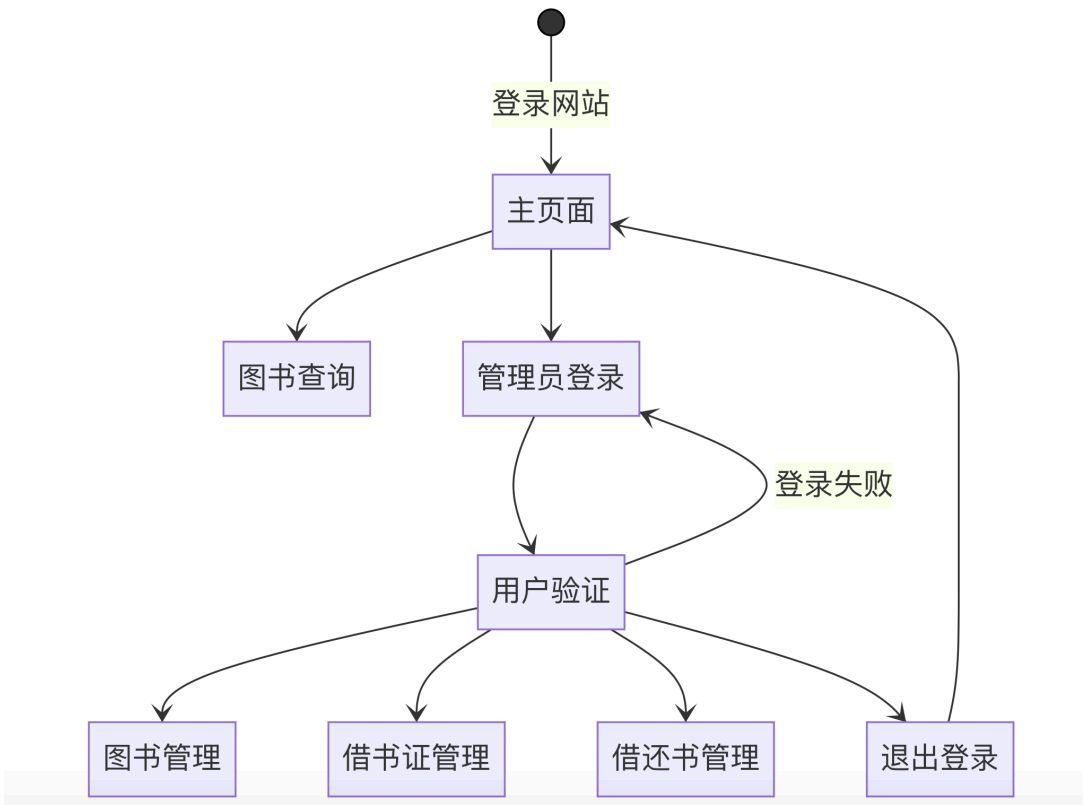 登录网站
主页面
图书查询
管理员登录
登录失败
用户验证
图书管理
借书证管理
借还书管理
退出登录